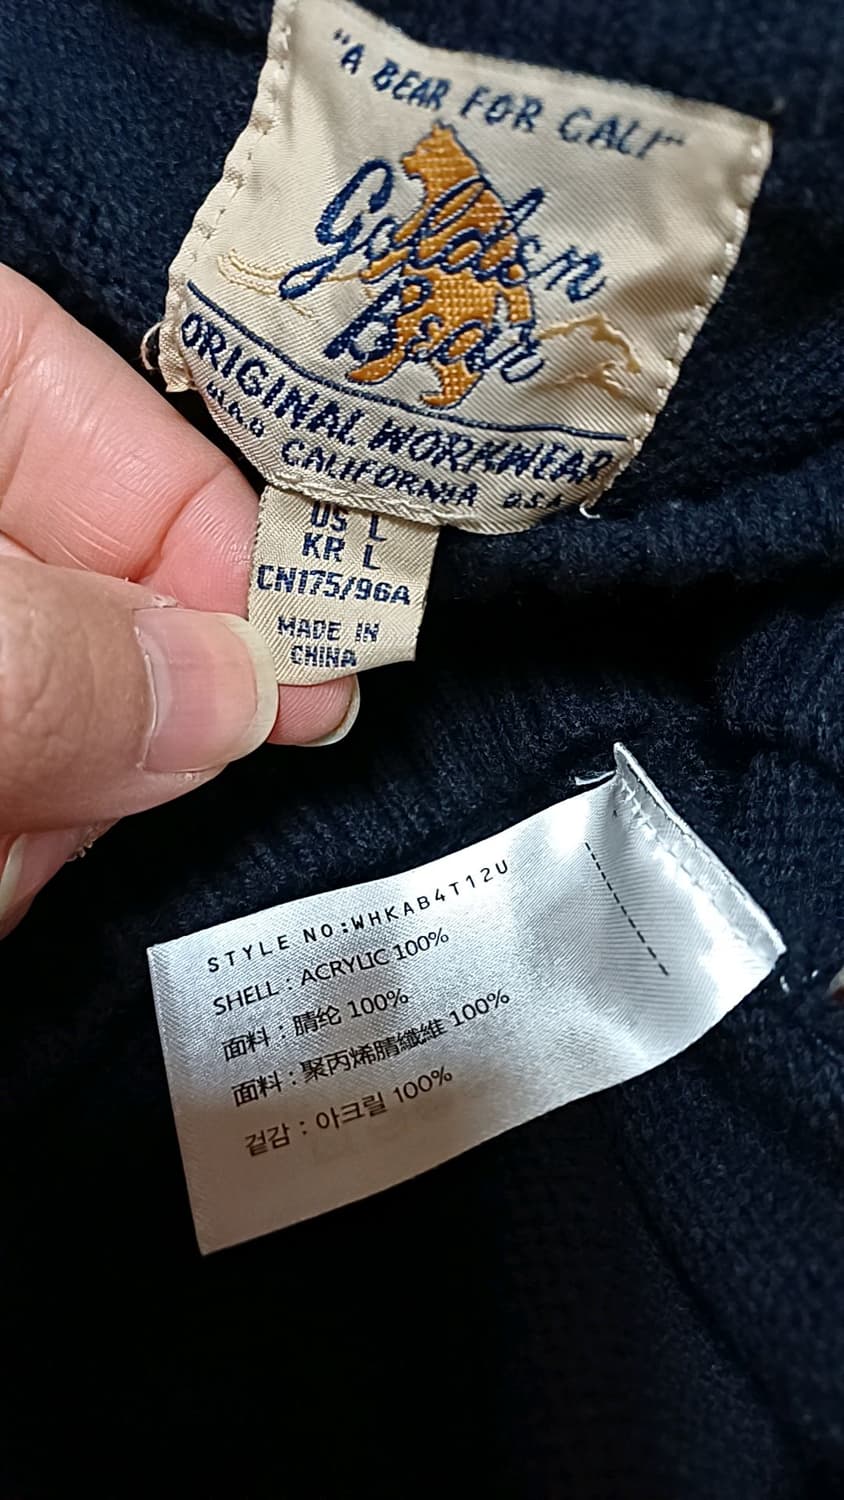 "A BEAR FOR CALI"
Golden
Bear
ORIGINAL WORKWEAR
CALIFORNIA U.S.A
US L
KR L
CN175/96A
MADE IN
CHINA
STYLE NO:WHKAB4T12U
SHELL : ACRYLIC 100%
面料 : 腈纶 100%
面料 : 聚丙烯腈纖維 100%
겉감 : 아크릴 100%